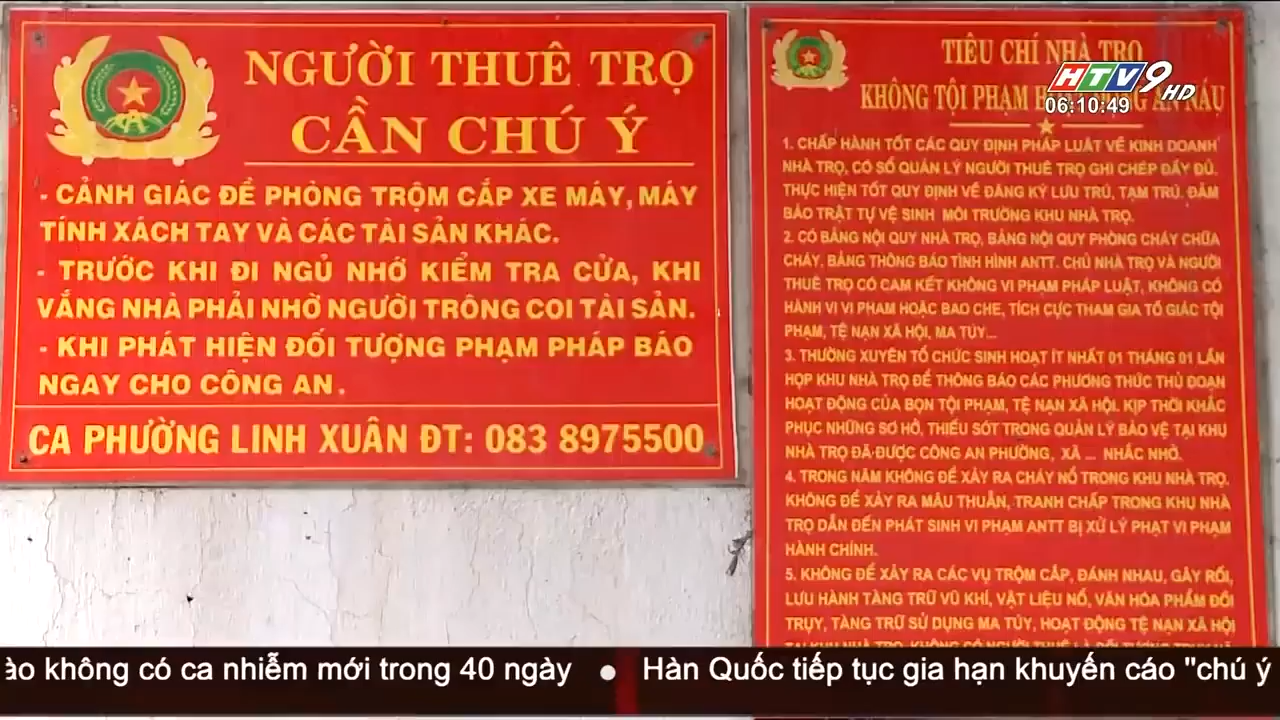 NGƯỜI THUÊ TRỌ
CẦN CHÚ Ý
- CẢNH GIÁC ĐỀ PHÒNG TRỘM CẮP XE MÁY, MÁY
TÍNH XÁCH TAY VÀ CÁC TÀI SẢN KHÁC.
- TRƯỚC KHI ĐI NGỦ NHỚ KIỂM TRA CỬA, KHI
VẮNG NHÀ PHẢI NHỜ NGƯỜI TRÔNG COI TÀI SẢN.
- KHI PHÁT HIỆN ĐỐI TƯỢNG PHẠM PHÁP BÁO
NGAY CHO CÔNG AN.
CA PHƯỜNG LINH XUÂN ĐT: 083 8975500
TIÊU CHÍ NHÀ TRỌ
KHÔNG TỘI PHẠM ẨN NÁU
HTV9 HD
06:10:49
1. CHẤP HÀNH TỐT CÁC QUY ĐỊNH PHÁP LUẬT VỀ KINH DOANH
NHÀ TRỌ, CÓ SỔ QUẢN LÝ NGƯỜI THUÊ TRỌ GHI CHÉP ĐẦY ĐỦ.
THỰC HIỆN TỐT QUY ĐỊNH VỀ ĐĂNG KÝ LƯU TRÚ, TẠM TRÚ, ĐẢM
BẢO TRẬT TỰ VỆ SINH MÔI TRƯỜNG KHU NHÀ TRỌ.
2. CÓ BẢNG NỘI QUY NHÀ TRỌ, BẢNG NỘI QUY PHÒNG CHÁY CHỮA
CHÁY, BẢNG THÔNG BÁO TÌNH HÌNH ANTT. CHỦ NHÀ TRỌ VÀ NGƯỜI
THUÊ TRỌ CÓ CAM KẾT KHÔNG VI PHẠM PHÁP LUẬT, KHÔNG CÓ
HÀNH VI VI PHẠM HOẶC BAO CHE, TÍCH CỰC THAM GIA TỐ GIÁC TỘI
PHẠM, TỆ NẠN XÃ HỘI, MA TÚY...
3. THƯỜNG XUYÊN TỔ CHỨC SINH HOẠT ÍT NHẤT 01 THÁNG 01 LẦN
HỌP KHU NHÀ TRỌ ĐỂ THÔNG BÁO CÁC PHƯƠNG THỨC THỦ ĐOẠN
HOẠT ĐỘNG CỦA BỌN TỘI PHẠM, TỆ NẠN XÃ HỘI. KỊP THỜI KHẮC
PHỤC NHỮNG SƠ HỞ, THIẾU SÓT TRONG QUẢN LÝ BẢO VỆ TẠI KHU
NHÀ TRỌ ĐÃ ĐƯỢC CÔNG AN PHƯỜNG, XÃ ... NHẮC NHỞ.
4. TRONG NĂM KHÔNG ĐỂ XẢY RA CHÁY NỔ TRONG KHU NHÀ TRỌ.
KHÔNG ĐỂ XẢY RA MÂU THUẪN, TRANH CHẤP TRONG KHU NHÀ
TRỌ DẪN ĐẾN PHÁT SINH VI PHẠM ANTT BỊ XỬ LÝ PHẠT VI PHẠM
HÀNH CHÍNH.
5. KHÔNG ĐỂ XẢY RA CÁC VỤ TRỘM CẮP, ĐÁNH NHAU, GÂY RỐI,
LƯU HÀNH TÀNG TRỮ VŨ KHÍ, VẬT LIỆU NỔ, VĂN HÓA PHẨM ĐỒI
TRỤY, TÀNG TRỮ SỬ DỤNG MA TÚY, HOẠT ĐỘNG TỆ NẠN XÃ HỘI
ào không có ca nhiễm mới trong 40 ngày ● Hàn Quốc tiếp tục gia hạn khuyến cáo "chú ý